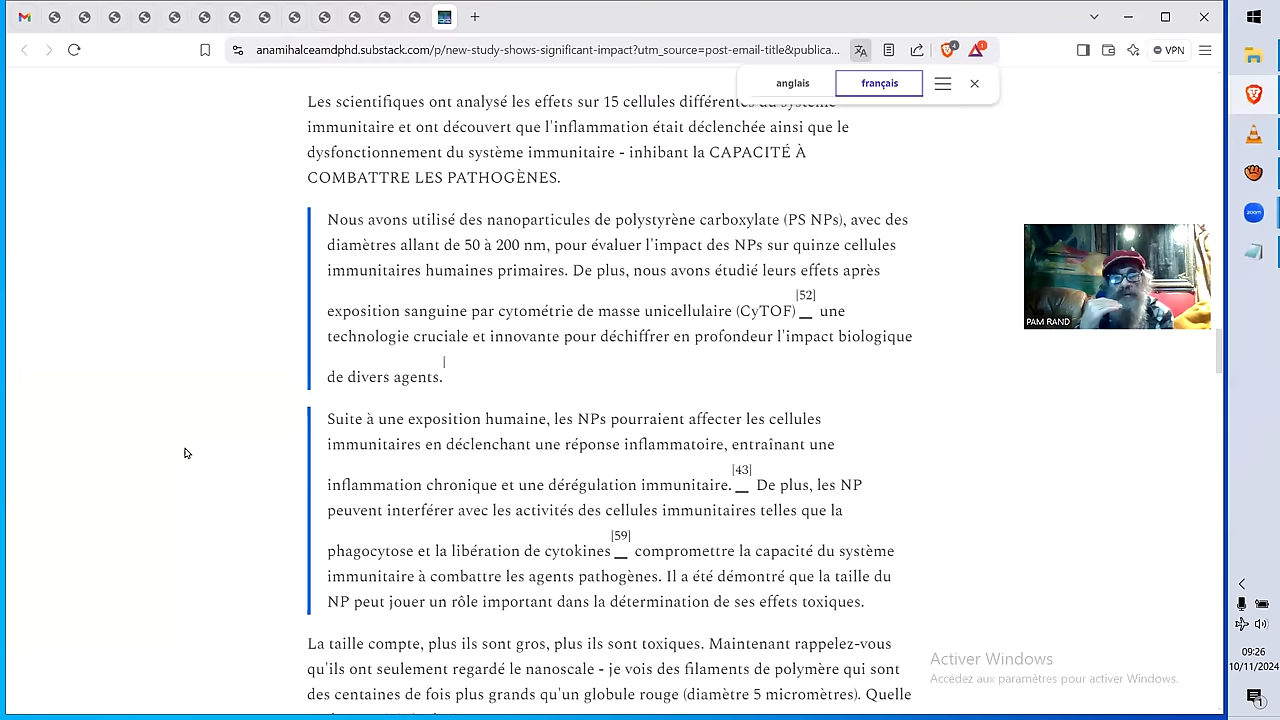 anamihalceamdphd.substack.com/p/new-study-shows-significant-impact?utm_source=post-email-title&publica...
4
1
VPN
anglais
français
Les scientifiques ont analysé les effets sur 15 cellules différentes du système
immunitaire et ont découvert que l'inflammation était déclenchée ainsi que le
dysfonctionnement du système immunitaire - inhibant la CAPACITÉ À
COMBATTRE LES PATHOGÈNES.
Nous avons utilisé des nanoparticules de polystyrène carboxylate (PS NPs), avec des
diamètres allant de 50 à 200 nm, pour évaluer l'impact des NPs sur quinze cellules
immunitaires humaines primaires. De plus, nous avons étudié leurs effets après
exposition sanguine par cytométrie de masse unicellulaire (CyTOF)[52] une
technologie cruciale et innovante pour déchiffrer en profondeur l'impact biologique
de divers agents.
Suite à une exposition humaine, les NPs pourraient affecter les cellules
immunitaires en déclenchant une réponse inflammatoire, entraînant une
inflammation chronique et une dérégulation immunitaire.[43] De plus, les NP
peuvent interférer avec les activités des cellules immunitaires telles que la
phagocytose et la libération de cytokines[59] compromettre la capacité du système
immunitaire à combattre les agents pathogènes. Il a été démontré que la taille du
NP peut jouer un rôle important dans la détermination de ses effets toxiques.
La taille compte, plus ils sont gros, plus ils sont toxiques. Maintenant rappelez-vous
qu'ils ont seulement regardé le nanoscale - je vois des filaments de polymère qui sont
des centaines de fois plus grands qu'un globule rouge (diamètre 5 micromètres). Quelle
PAM RAND
zoom
Activer Windows
Accédez aux paramètres pour activer Windows.
09:26
10/11/2024
1